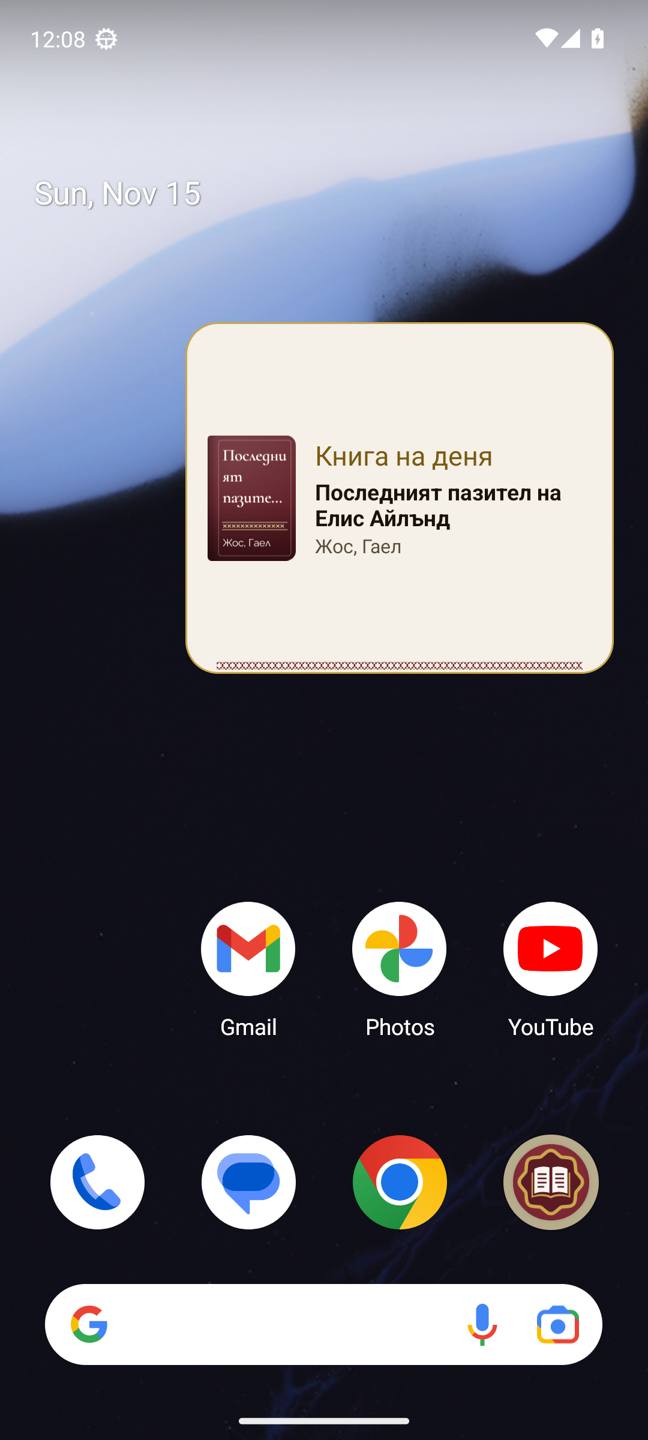 12:08
Sun, Nov 15
Последни
ят
пазите...
Жос, Гаел
Книга на деня
Последният пазител на
Елис Айлънд
Жос, Гаел
Gmail
Photos
YouTube